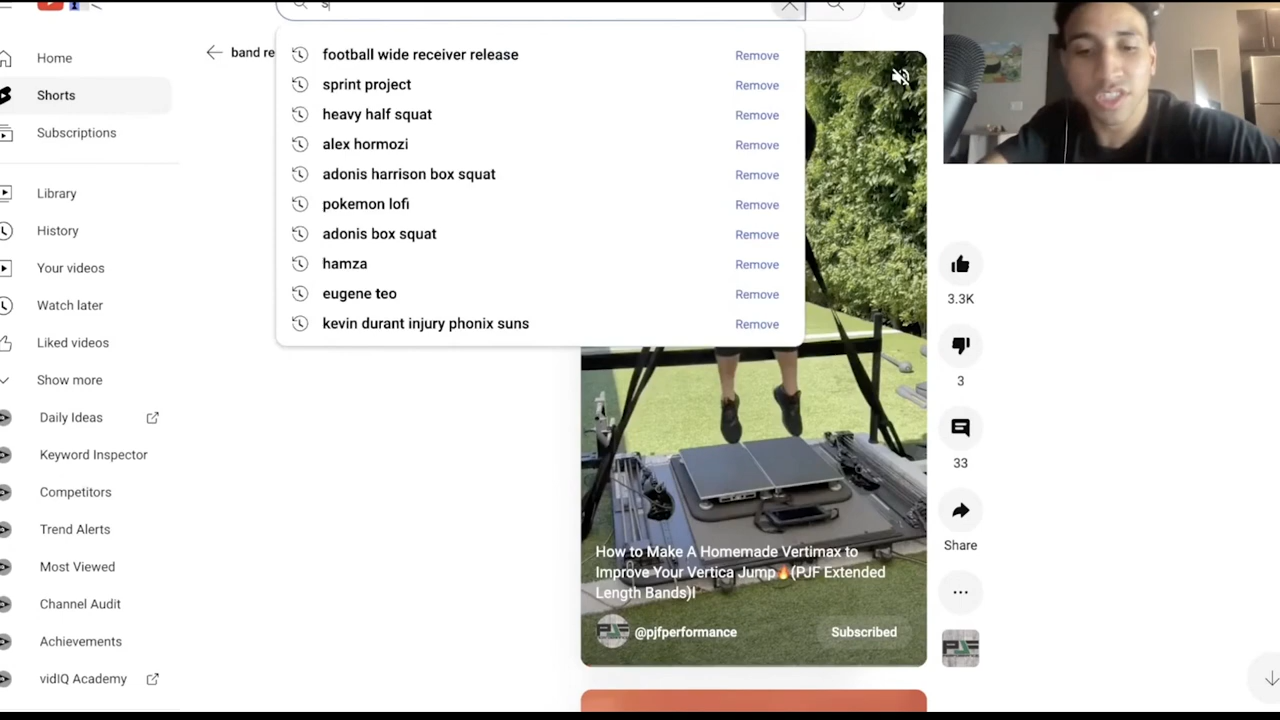 s
Home
Shorts
Subscriptions
Library
History
Your videos
Watch later
Liked videos
Show more
Daily Ideas
Keyword Inspector
Competitors
Trend Alerts
Most Viewed
Channel Audit
Achievements
vidIQ Academy
band re
football wide receiver release Remove
sprint project Remove
heavy half squat Remove
alex hormozi Remove
adonis harrison box squat Remove
pokemon lofi Remove
adonis box squat Remove
hamza Remove
eugene teo Remove
kevin durant injury phonix suns Remove
How to Make A Homemade Vertimax to
Improve Your Vertica Jump🔥(PJF Extended
Length Bands)|
@pjfperformance Subscribed
3.3K
3
33
Share
PJF